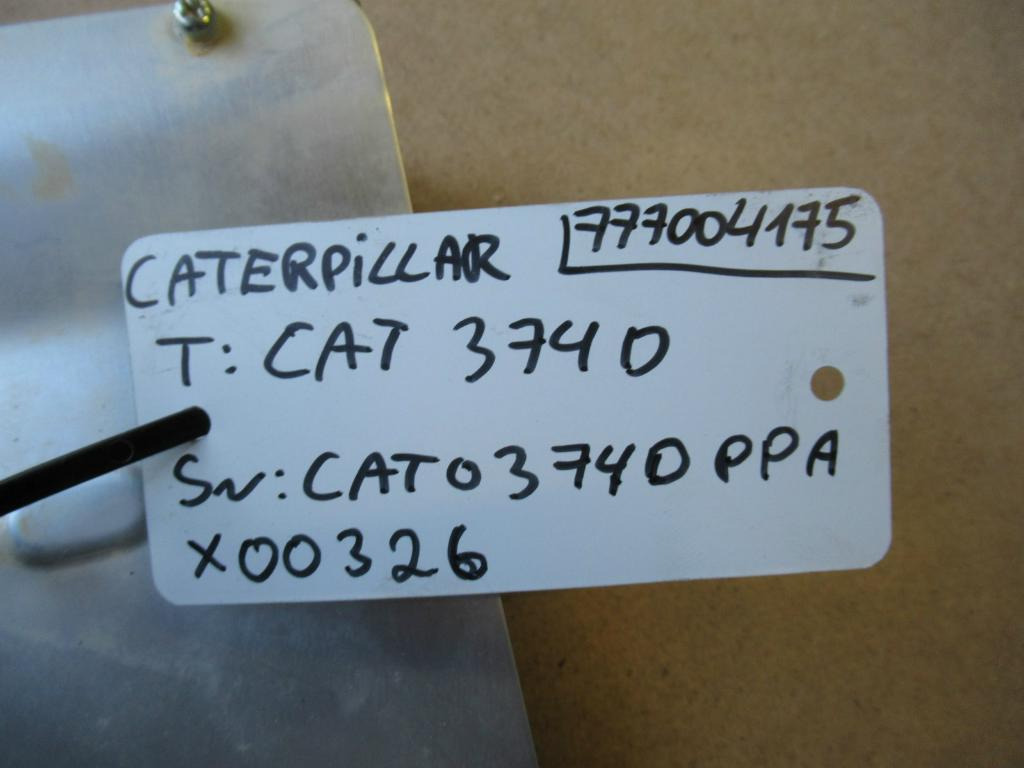 CATERPiLLAR 777004175
T: CAT 374D
SN: CAT0374DPPA
X00326